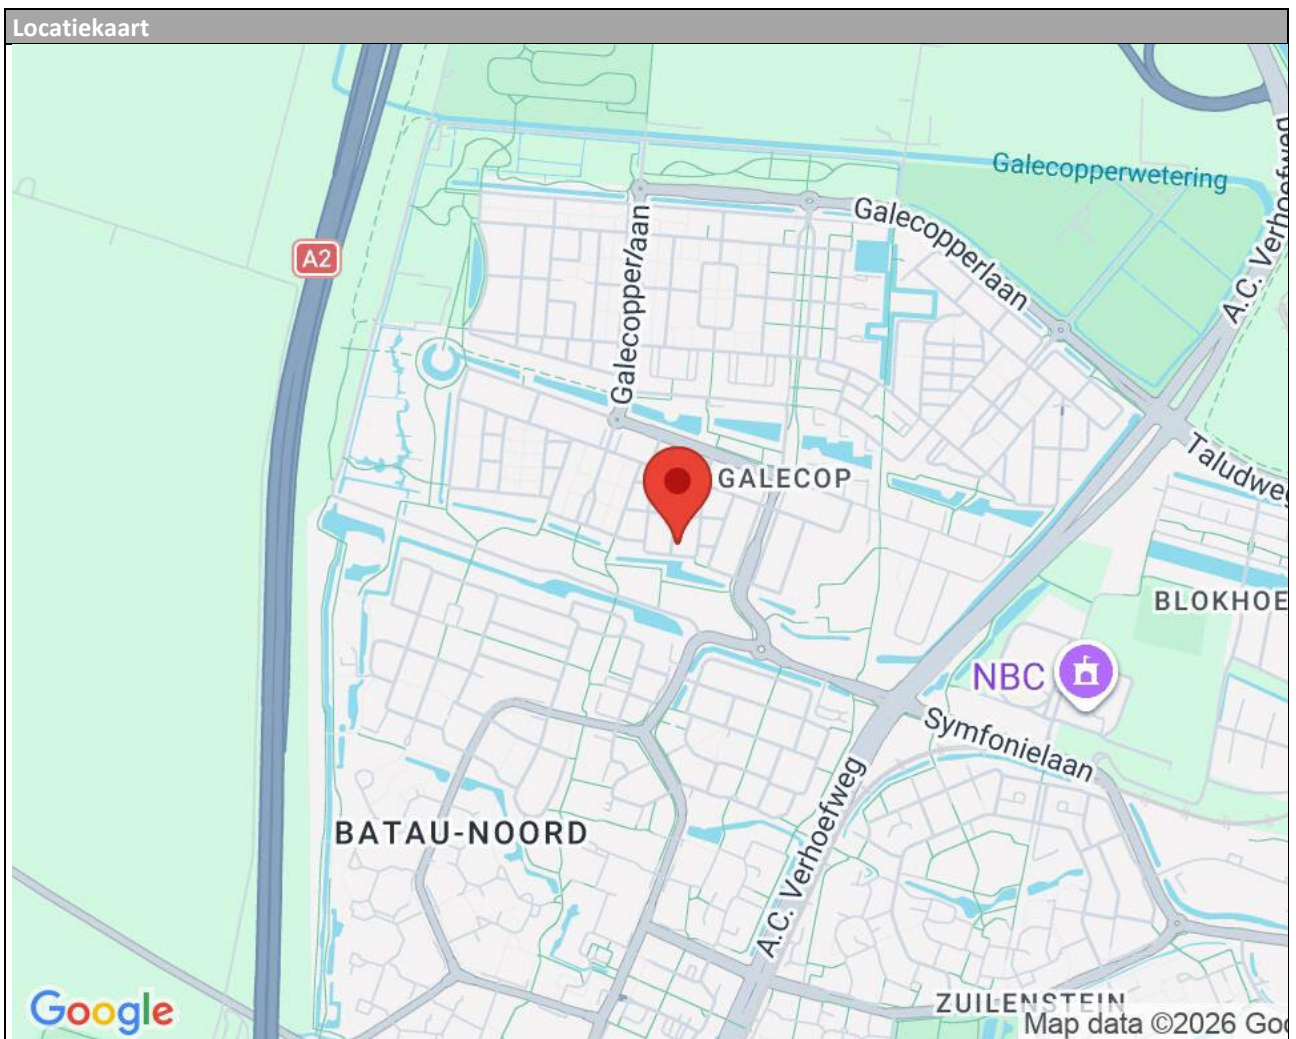 Locatiekaart
Galecopperwetering
A.C. Verhoefweg
Galecopperlaan
A2
Galecopperlaan
GALECOP
Taludweg
BLOKHOE
NBC
Symfonielaan
BATAU-NOORD
A.C. Verhoefweg
ZUILENSTEIN
Google
Map data ©2026 Goo